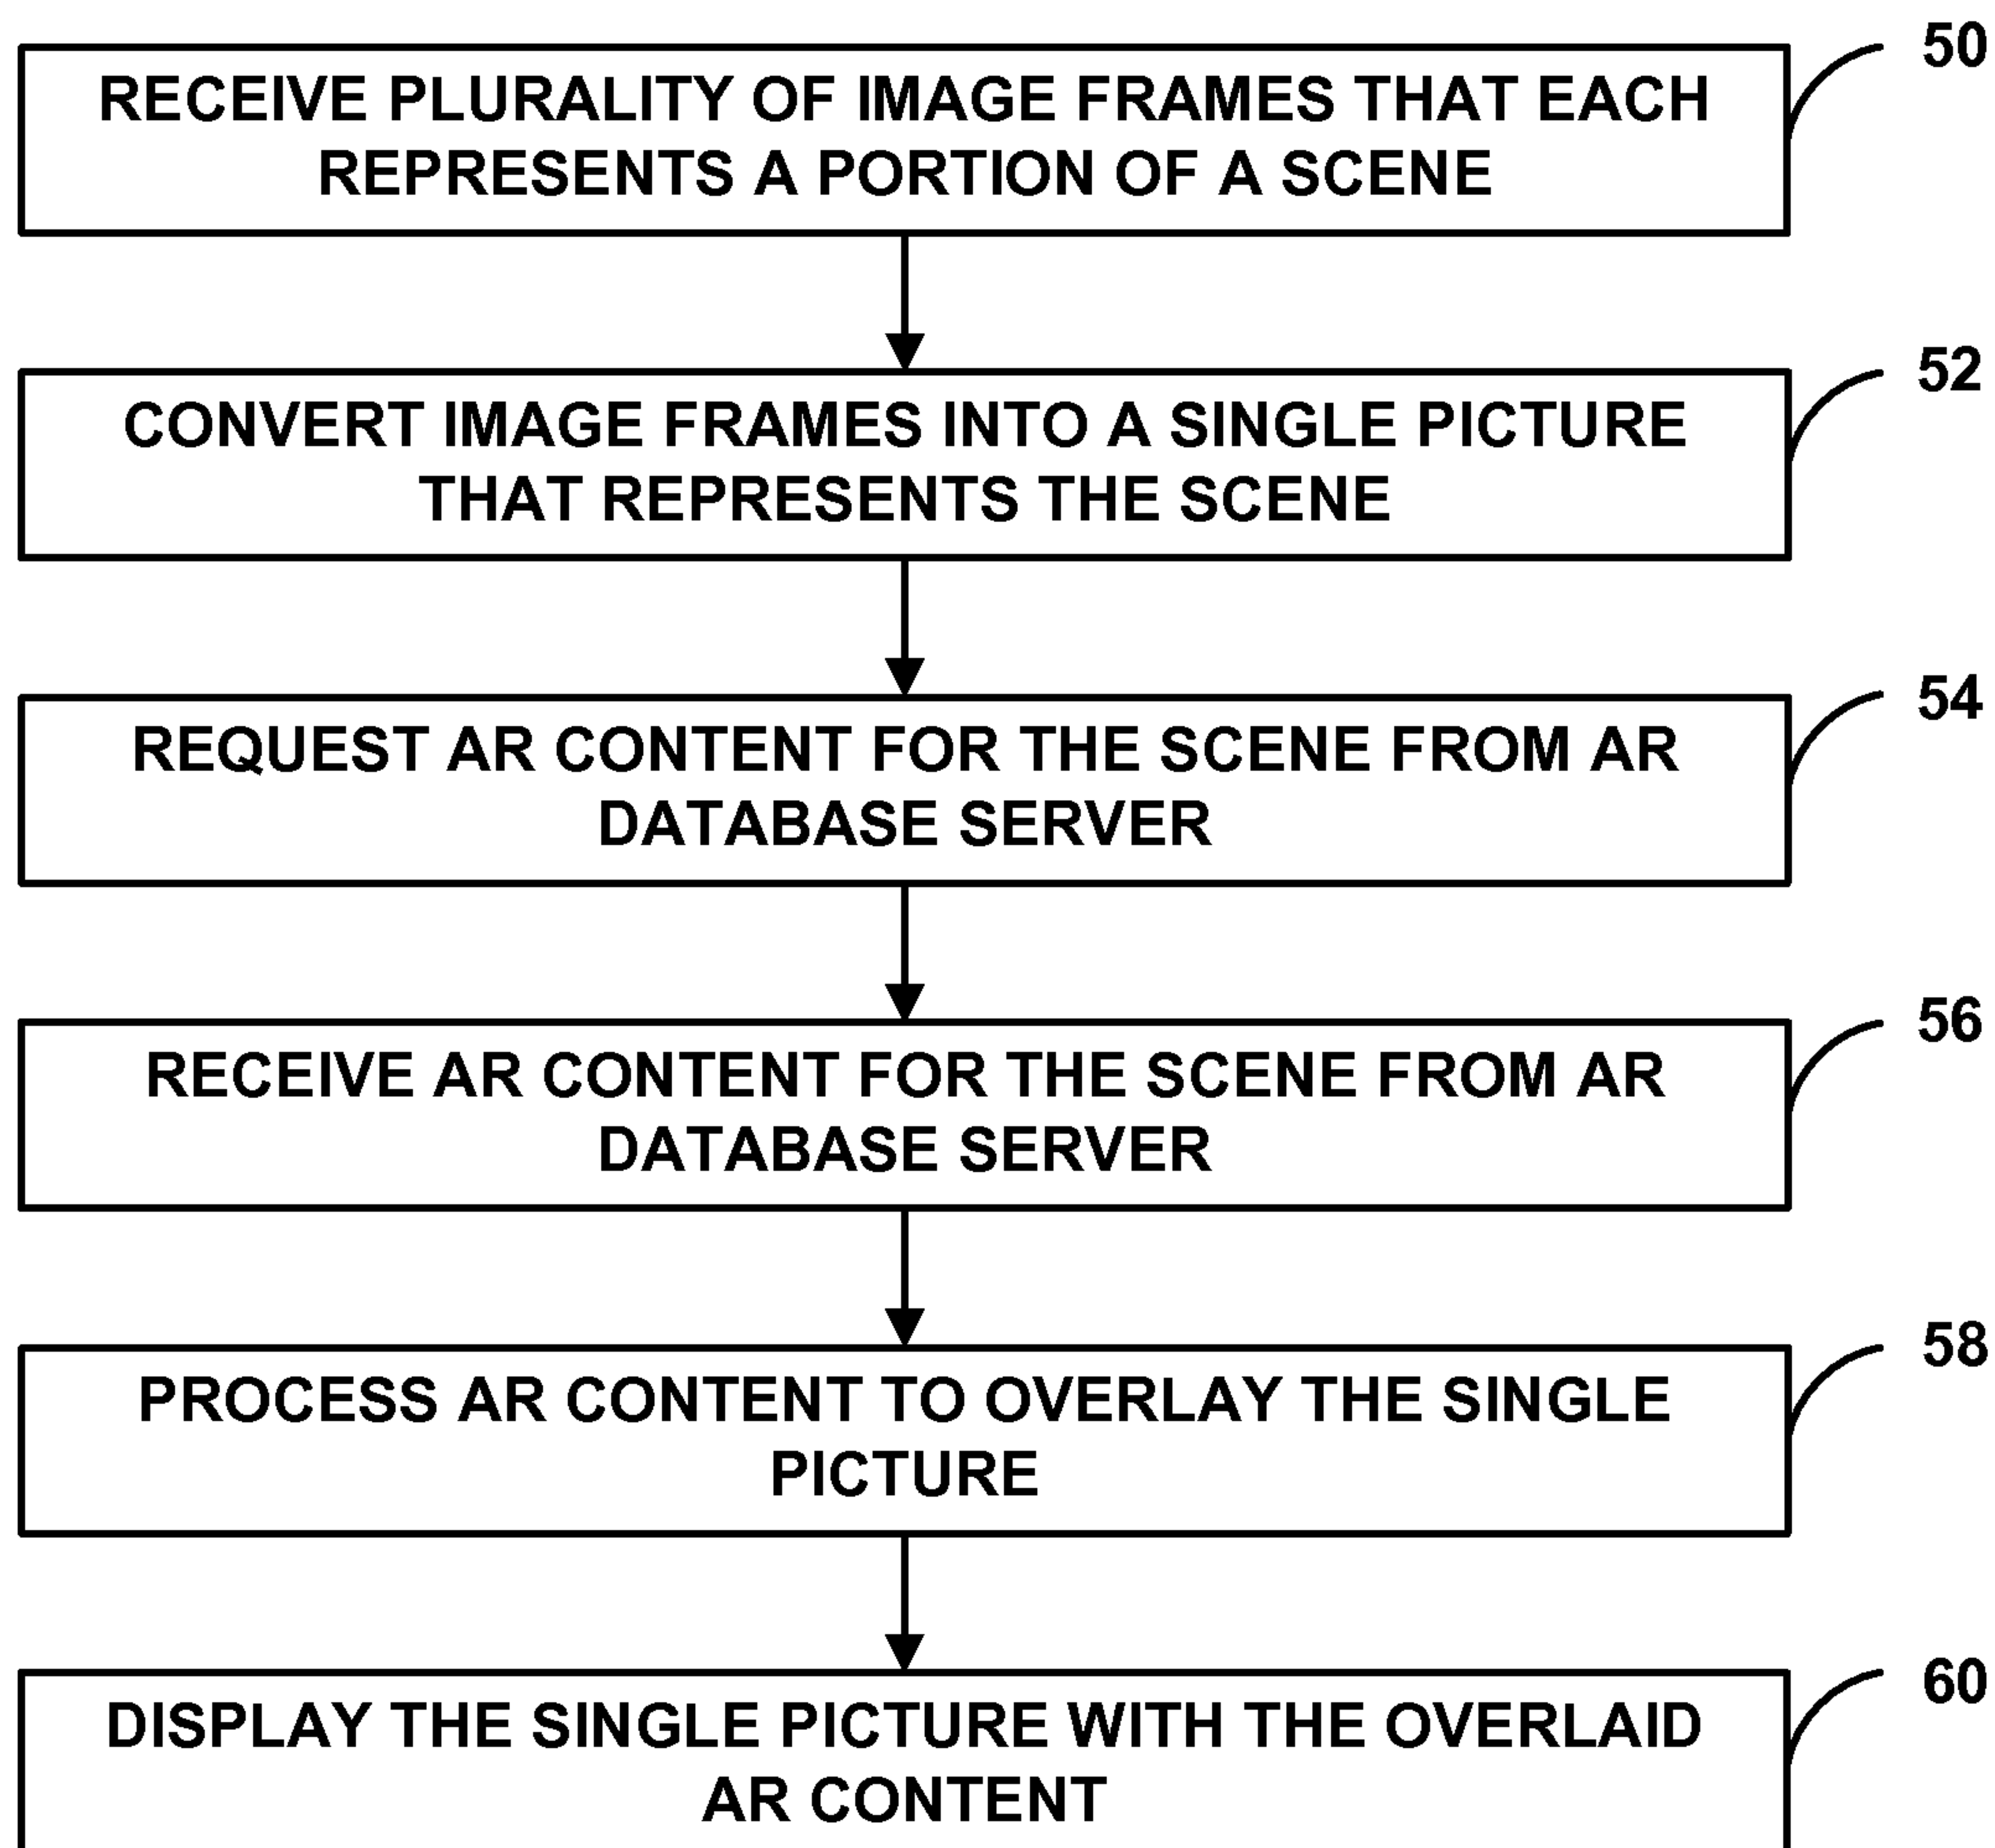 50
RECEIVE PLURALITY OF IMAGE FRAMES THAT EACH
REPRESENTS A PORTION OF A SCENE
52
CONVERT IMAGE FRAMES INTO A SINGLE PICTURE
THAT REPRESENTS THE SCENE
54
REQUEST AR CONTENT FOR THE SCENE FROM AR
DATABASE SERVER
56
RECEIVE AR CONTENT FOR THE SCENE FROM AR
DATABASE SERVER
58
PROCESS AR CONTENT TO OVERLAY THE SINGLE
PICTURE
60
DISPLAY THE SINGLE PICTURE WITH THE OVERLAID
AR CONTENT